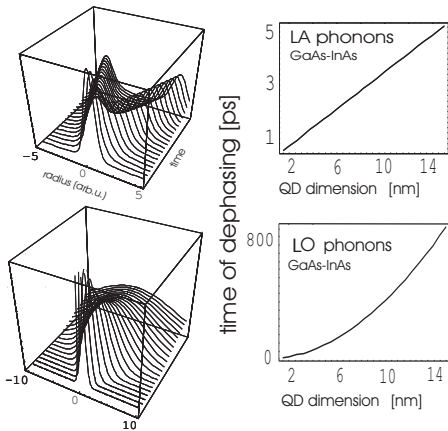 -5
0
5
radius [arb.u.]
time
-10
0
10
time of dephasing [ps]
5
3
1
LA phonons
GaAs-InAs
2 6 10 14
QD dimension [nm]
800
0
LO phonons
GaAs-InAs
2 6 10 14
QD dimension [nm]